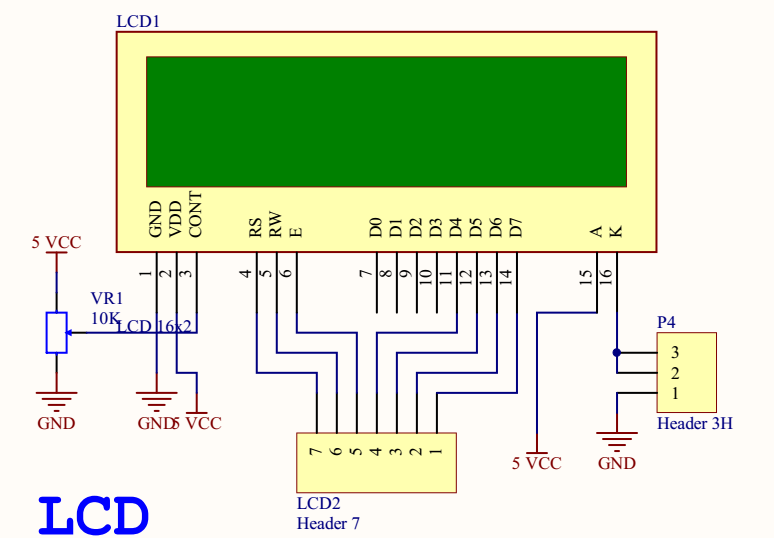 LCD1
GND
VDD
CONT
RS
RW
E
D0
D1
D2
D3
D4
D5
D6
D7
A
K
1
2
3
4
5
6
7
8
9
10
11
12
13
14
15
16
5 VCC
VR1
10K
LCD 16x2
P4
3
2
1
Header 3H
GND
GND
5 VCC
5 VCC
GND
7
6
5
4
3
2
1
LCD2
Header 7
LCD